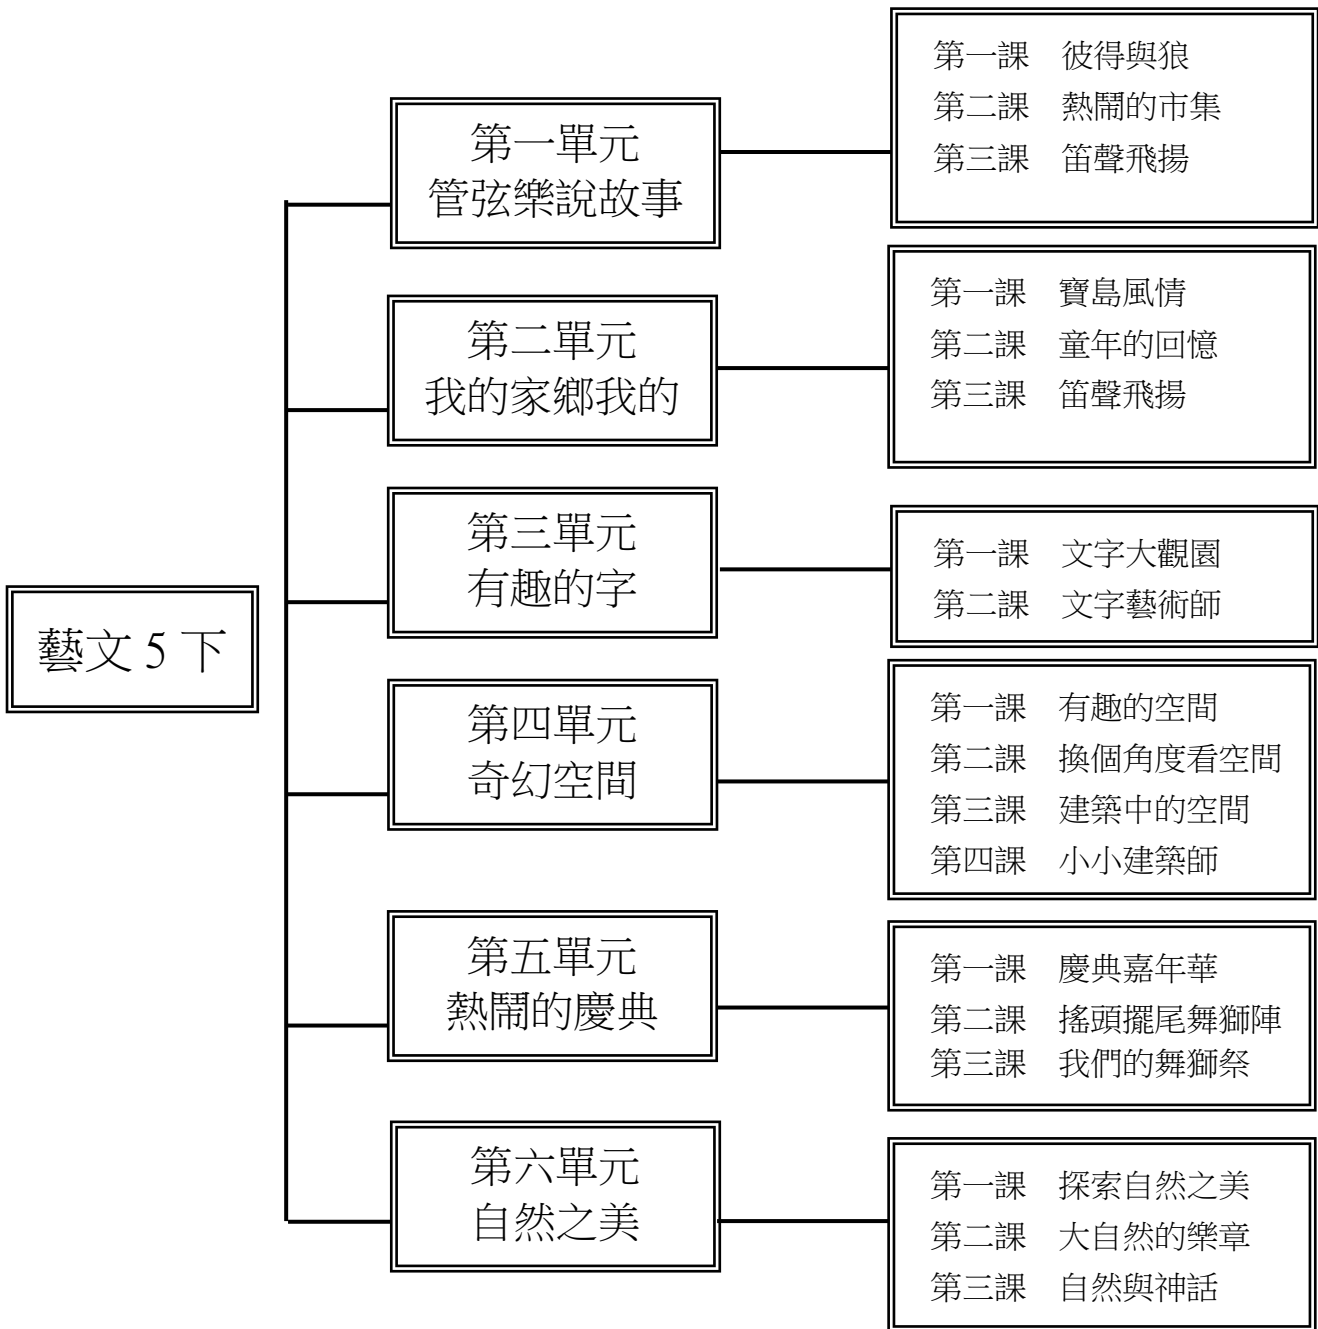 藝文 5 下
第一單元
管弦樂說故事
第一課　彼得與狼
第二課　熱鬧的市集
第三課　笛聲飛揚
第二單元
我的家鄉我的
第一課　寶島風情
第二課　童年的回憶
第三課　笛聲飛揚
第三單元
有趣的字
第一課　文字大觀園
第二課　文字藝術師
第四單元
奇幻空間
第一課　有趣的空間
第二課　換個角度看空間
第三課　建築中的空間
第四課　小小建築師
第五單元
熱鬧的慶典
第一課　慶典嘉年華
第二課　搖頭擺尾舞獅陣
第三課　我們的舞獅祭
第六單元
自然之美
第一課　探索自然之美
第二課　大自然的樂章
第三課　自然與神話